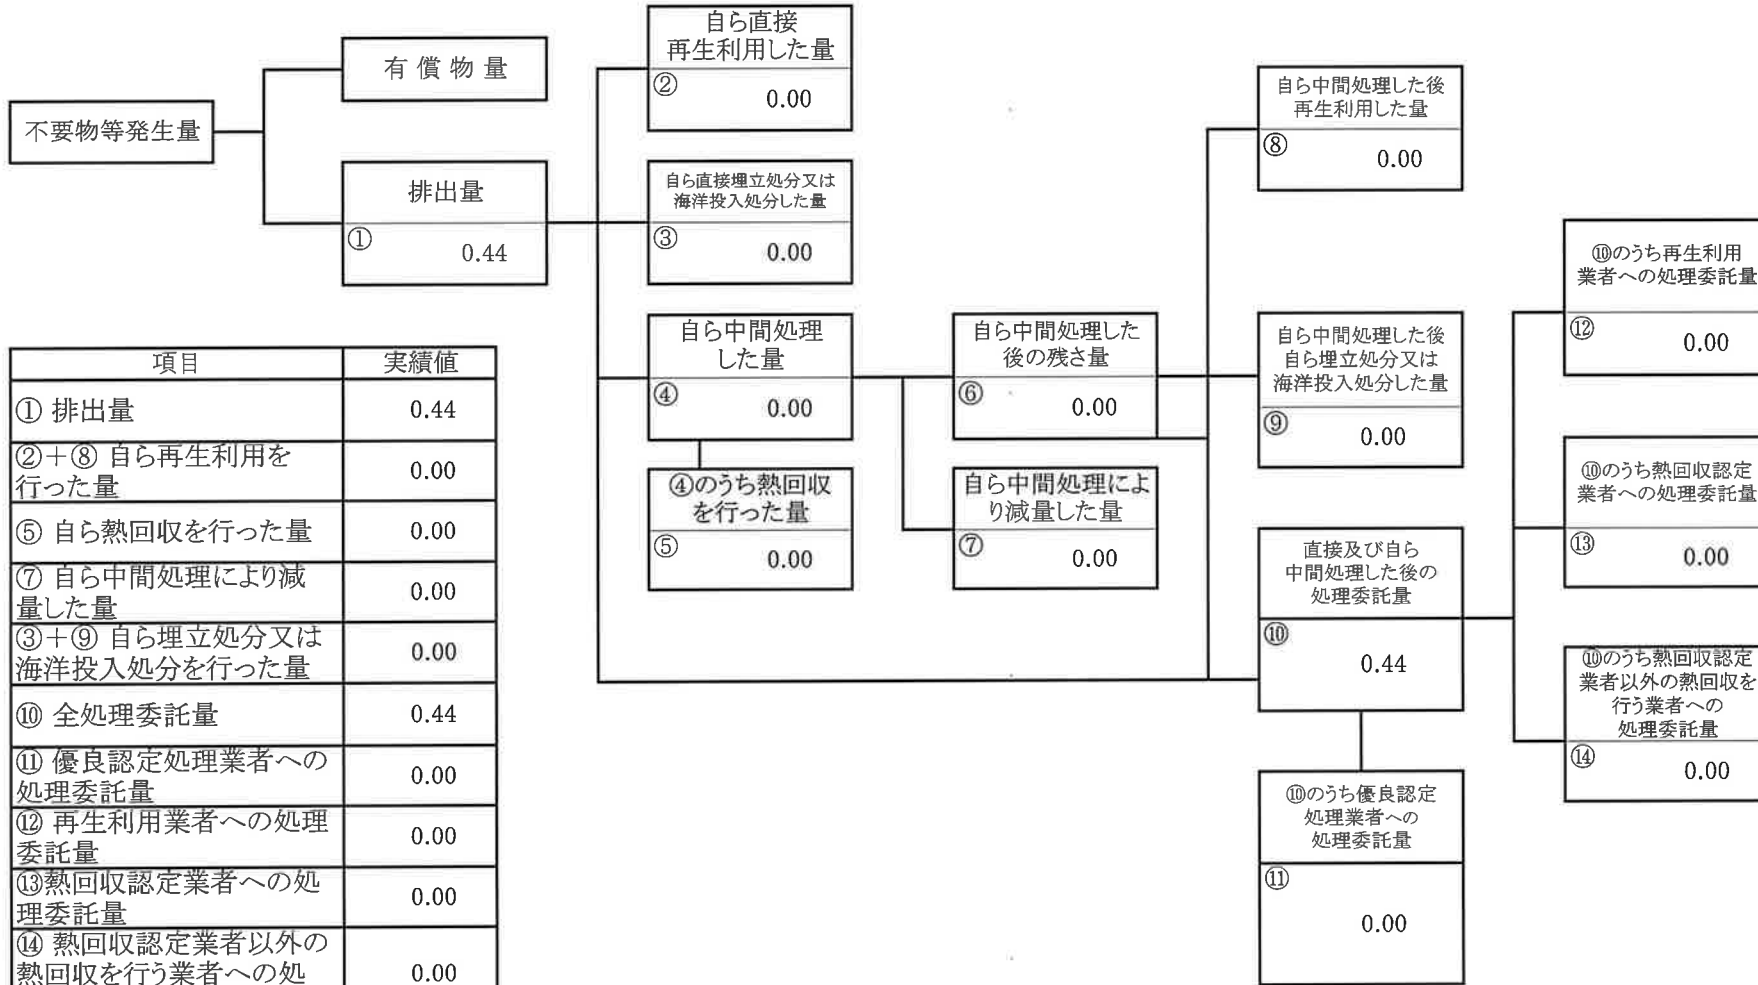 不要物等発生量
有償物量
排出量
①
0.44
自ら直接
再生利用した量
②
0.00
自ら直接埋立処分又は
海洋投入処分した量
③
0.00
自ら中間処理
した量
④
0.00
④のうち熱回収
を行った量
⑤
0.00
自ら中間処理した
後の残さ量
⑥
0.00
自ら中間処理によ
り減量した量
⑦
0.00
自ら中間処理した後
再生利用した量
⑧
0.00
自ら中間処理した後
自ら埋立処分又は
海洋投入処分した量
⑨
0.00
直接及び自ら
中間処理した後の
処理委託量
⑩
0.44
⑩のうち優良認定
処理業者への
処理委託量
⑪
0.00
⑩のうち再生利用
業者への処理委託量
⑫
0.00
⑩のうち熱回収認定
業者への処理委託量
⑬
0.00
⑩のうち熱回収認定
業者以外の熱回収を
行う業者への
処理委託量
⑭
0.00
項目 実績値
① 排出量 0.44
②＋⑧ 自ら再生利用を
行った量 0.00
⑤ 自ら熱回収を行った量 0.00
⑦ 自ら中間処理により減
量した量 0.00
③＋⑨ 自ら埋立処分又は
海洋投入処分を行った量 0.00
⑩ 全処理委託量 0.44
⑪ 優良認定処理業者への
処理委託量 0.00
⑫ 再生利用業者への処理
委託量 0.00
⑬熱回収認定業者への処
理委託量 0.00
⑭ 熱回収認定業者以外の
熱回収を行う業者への処 0.00